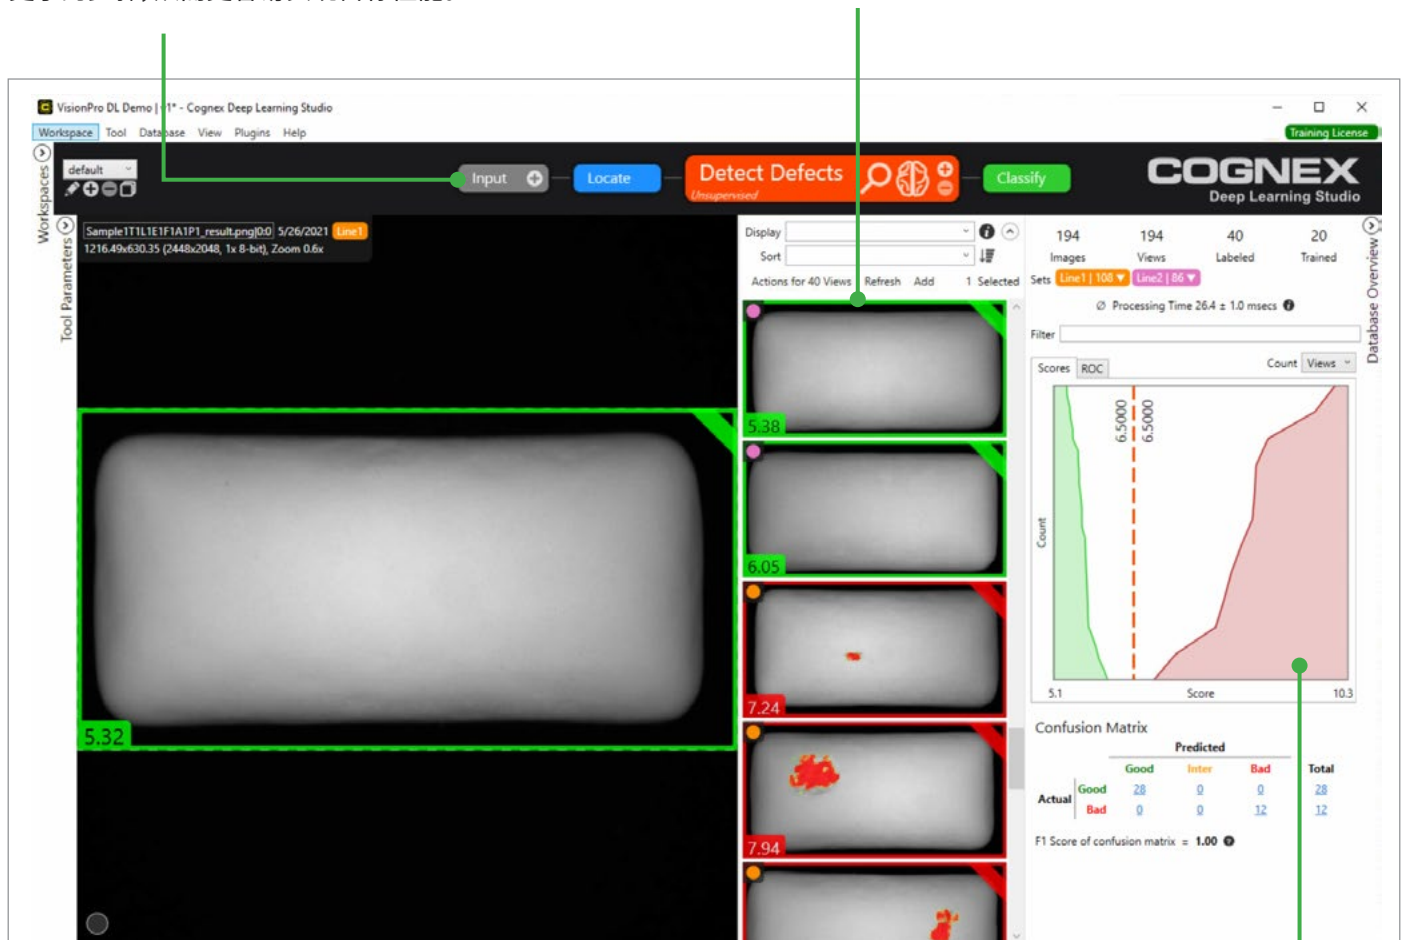 VisionPro DL Demo | v1* - Cognex Deep Learning Studio
Workspace Tool Database View Plugins Help
Training License
Workspaces
default
Input
Locate
Detect Defects
Unsupervised
Classify
COGNEX
Deep Learning Studio
Tool Parameters
Sample1T1L1E1F1A1P1_result.png|0:0 5/26/2021 Line1
1216.49x630.35 (2448x2048, 1x 8-bit), Zoom 0.6x
5.32
Display
Sort
Actions for 40 Views Refresh Add 1 Selected
5.38
6.05
7.24
7.94
194 194 40 20
Images Views Labeled Trained
Sets Line1 | 108 Line2 | 86
Ø Processing Time 26.4 ± 1.0 msecs
Filter
Database Overview
Scores ROC Count Views
6.5000
6.5000
Count
5.1 Score 10.3
Confusion Matrix
Predicted
Good Inter Bad Total
Actual
Good 28 0 0 28
Bad 0 0 12 12
F1 Score of confusion matrix = 1.00